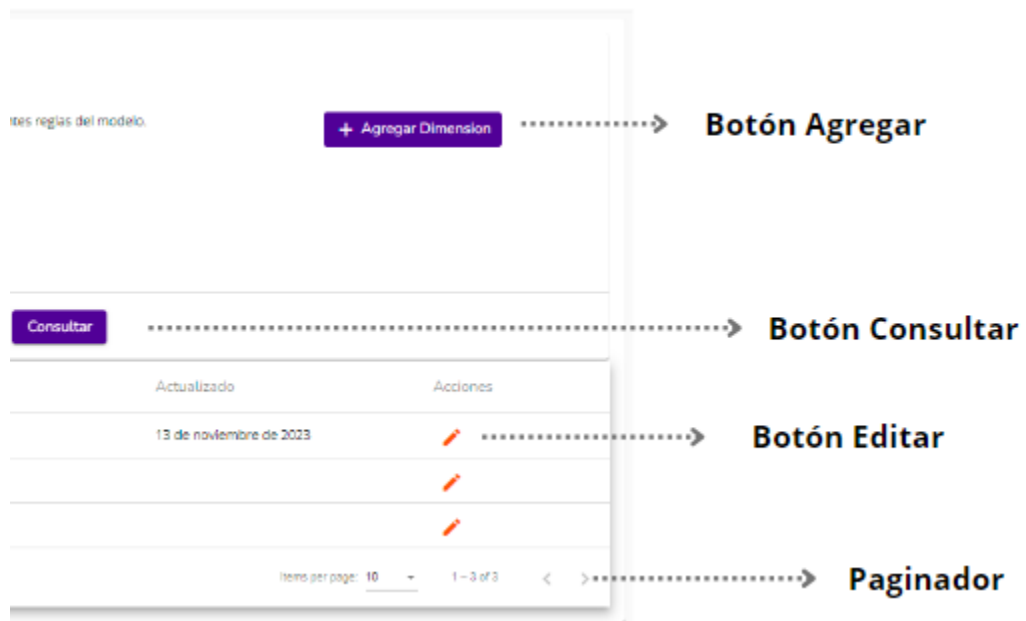 ntes reglas del modelo.
+ Agregar Dimension
Botón Agregar
Consultar
Botón Consultar
Actualizado Acciones
13 de noviembre de 2023
Botón Editar
Items per page: 10 1 – 3 of 3
Paginador